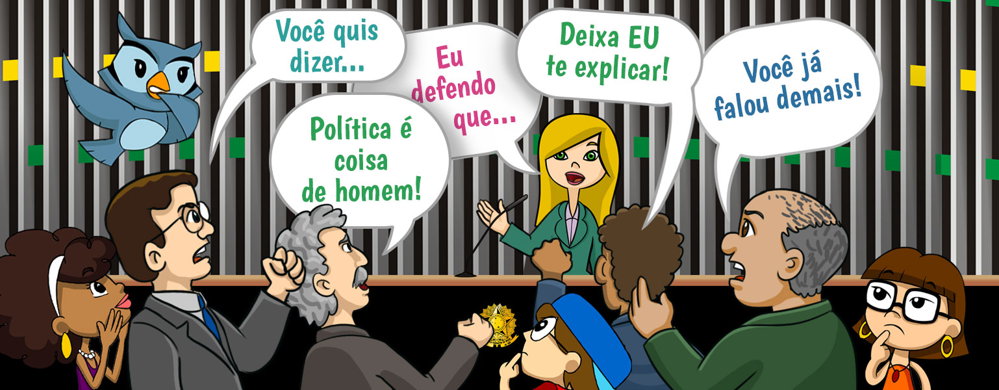 Você quis
dizer...
Eu
defendo
que...
Deixa EU
te explicar!
Você já
falou demais!
Política é
coisa
de homem!